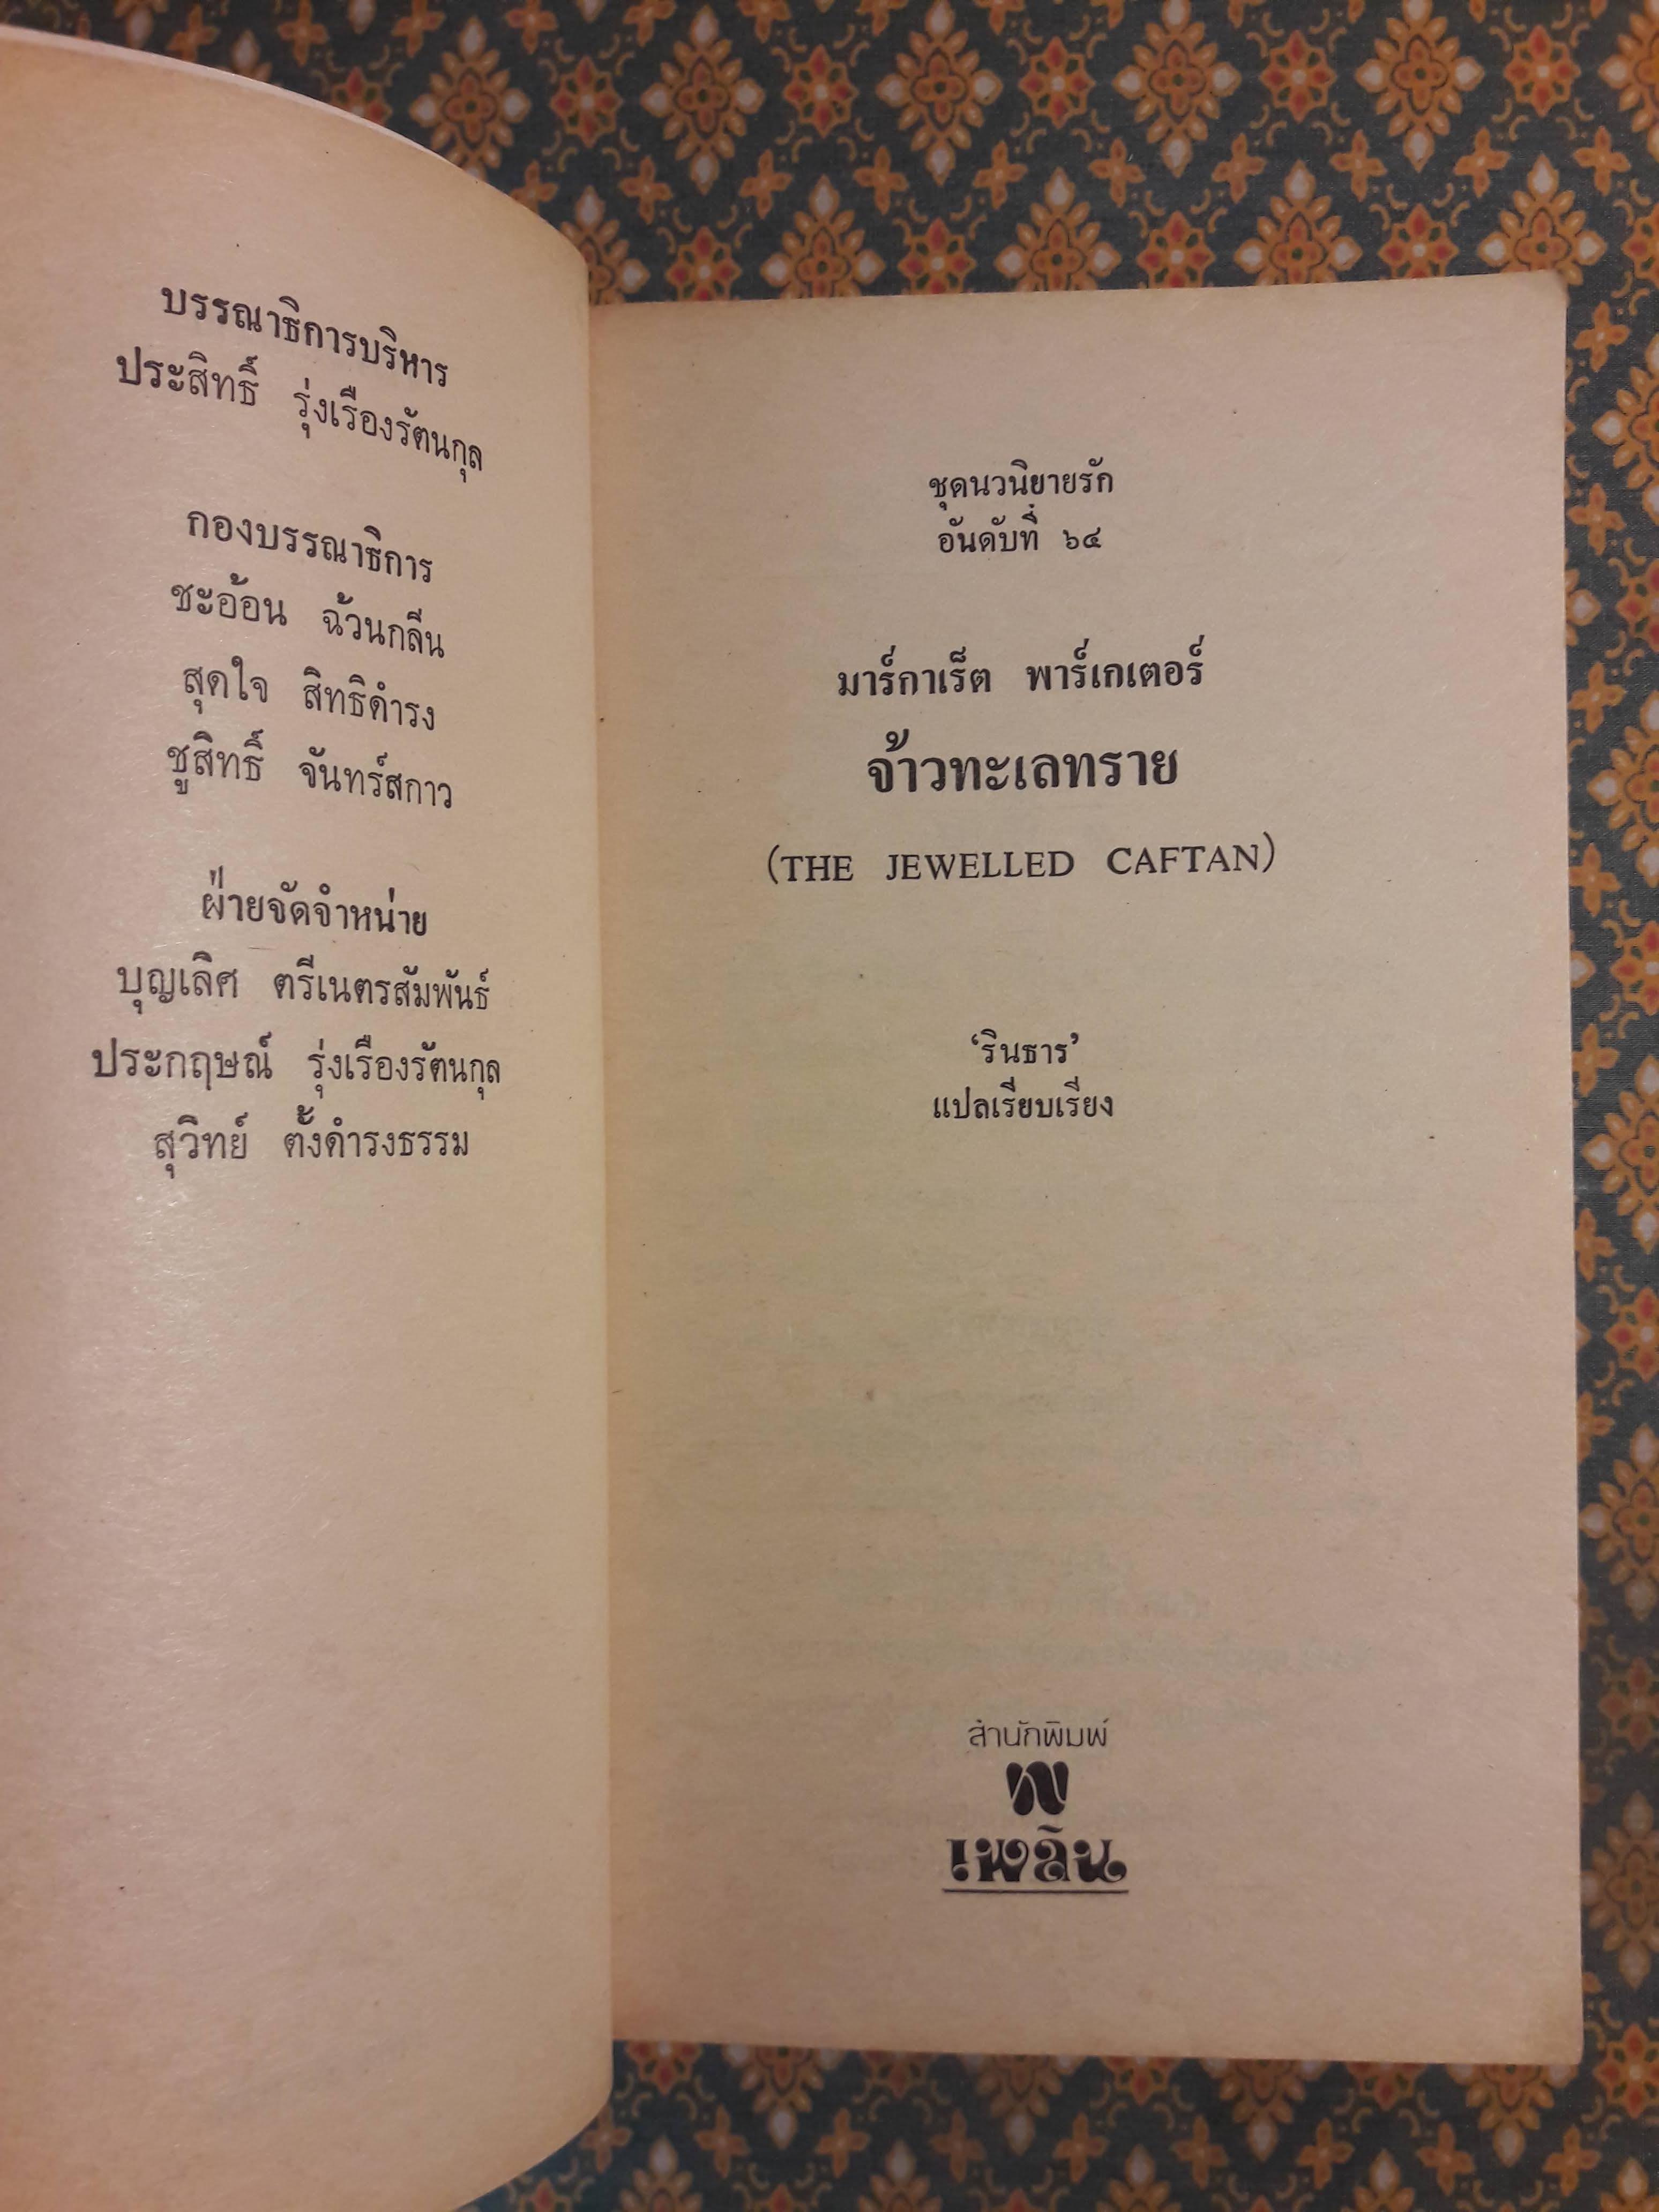 บรรณาธิการบริหาร
ประสิทธิ์ รุ่งเรืองรัตนกุล
กองบรรณาธิการ
ชะอ้อน ฉ้วนกลีน
สุดใจ สิทธิดำรง
ชูสิทธิ์ จันทร์สกาว
ฝ่ายจัดจำหน่าย
บุญเลิศ ตรีเนตรสัมพันธ์
ประกฤษณ์ รุ่งเรืองรัตนกุล
สุวิทย์ ตั้งดำรงธรรม
ชุดนวนิยายรัก
อันดับที่ ๖๔
มาร์กาเร็ต พาร์เกเตอร์
จ้าวทะเลทราย
(THE JEWELLED CAFTAN)
‘รินธาร’
แปลเรียบเรียง
สำนักพิมพ์
เพลิน